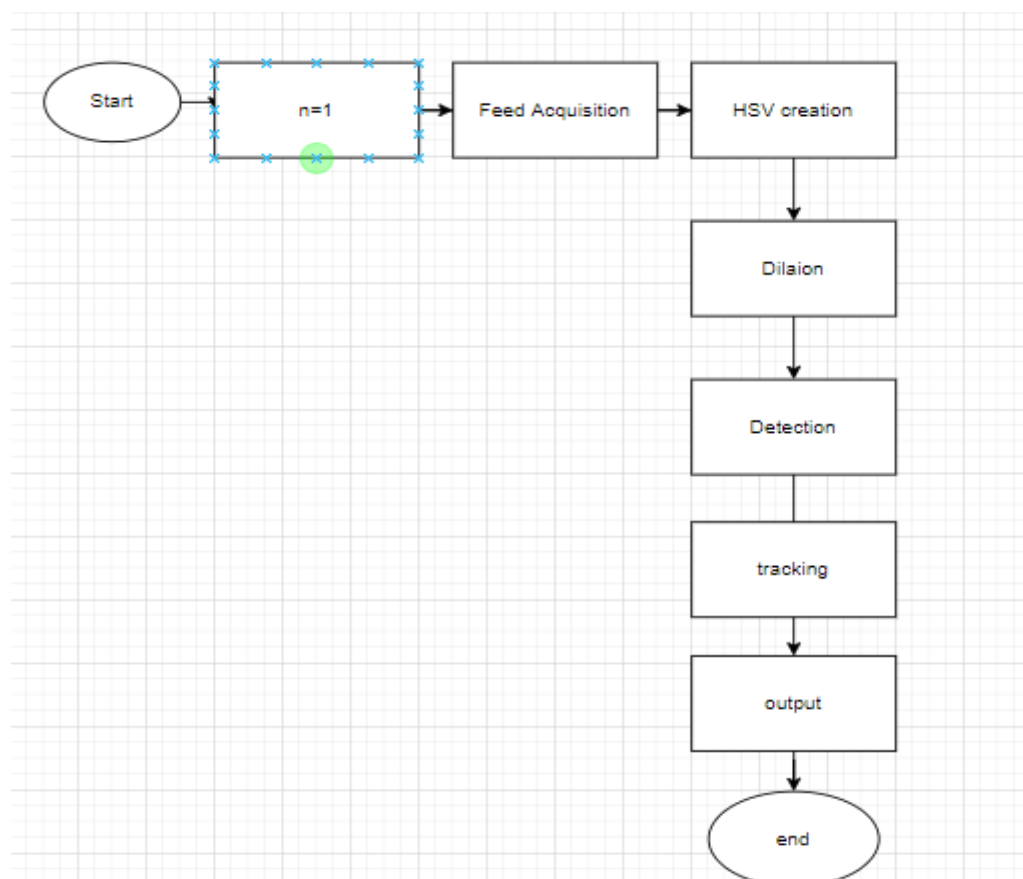 Start
n=1
Feed Acquisition
HSV creation
Dilaion
Detection
tracking
output
end